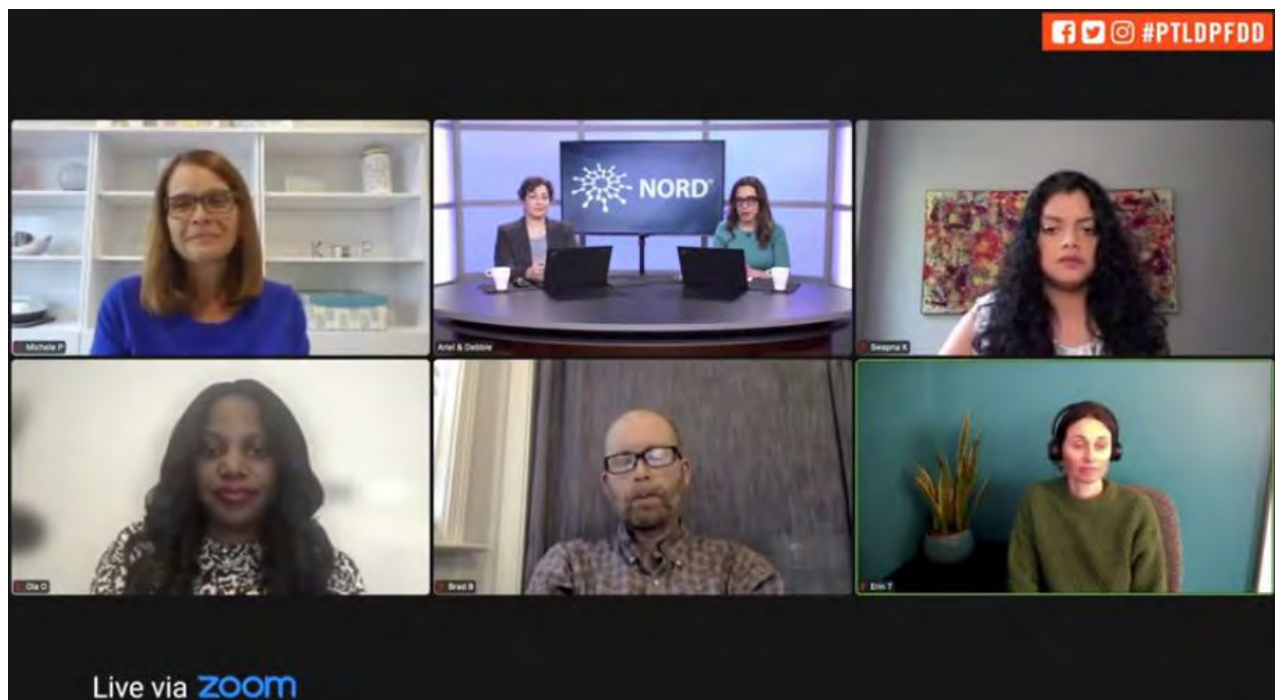 #PTLDPFDD
NORD
Michele P
Ariel & Debbie
Swapna K
Ola O
Brad B
Erin T
Live via zoom